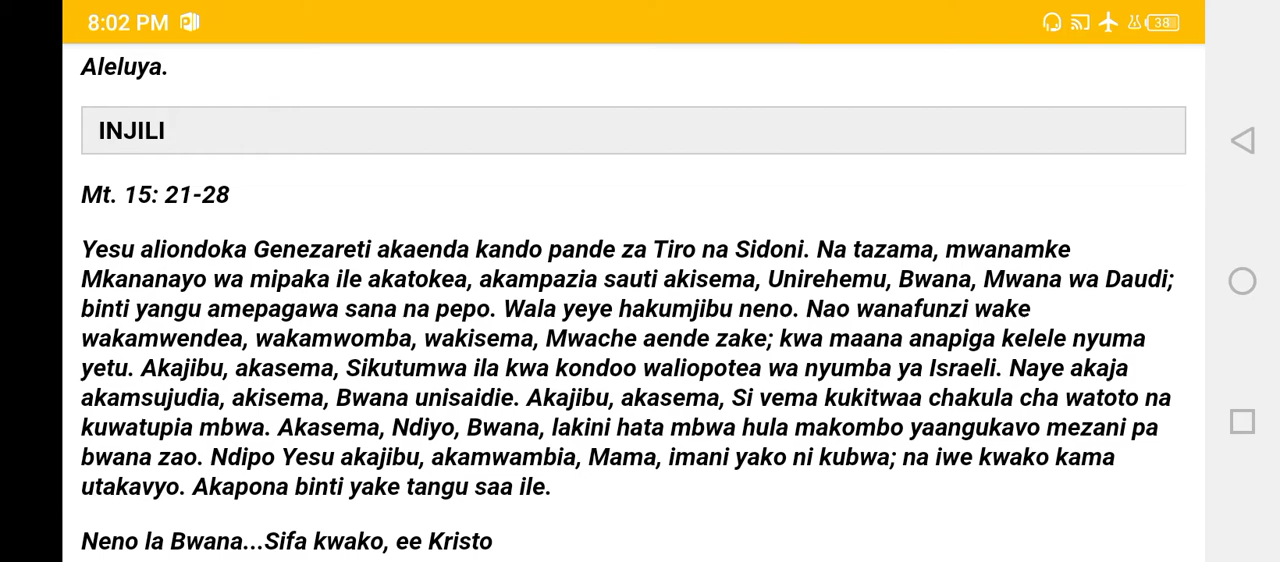 8:02 PM
38
Aleluya.
INJILI
Mt. 15: 21-28
Yesu aliondoka Genezareti akaenda kando pande za Tiro na Sidoni. Na tazama, mwanamke
Mkananayo wa mipaka ile akatokea, akampazia sauti akisema, Unirehemu, Bwana, Mwana wa Daudi;
binti yangu amepagawa sana na pepo. Wala yeye hakumjibu neno. Nao wanafunzi wake
wakamwendea, wakamwomba, wakisema, Mwache aende zake; kwa maana anapiga kelele nyuma
yetu. Akajibu, akasema, Sikutumwa ila kwa kondoo waliopotea wa nyumba ya Israeli. Naye akaja
akamsujudia, akisema, Bwana unisaidie. Akajibu, akasema, Si vema kukitwaa chakula cha watoto na
kuwatupia mbwa. Akasema, Ndiyo, Bwana, lakini hata mbwa hula makombo yaangukavo mezani pa
bwana zao. Ndipo Yesu akajibu, akamwambia, Mama, imani yako ni kubwa; na iwe kwako kama
utakavyo. Akapona binti yake tangu saa ile.
Neno la Bwana...Sifa kwako, ee Kristo